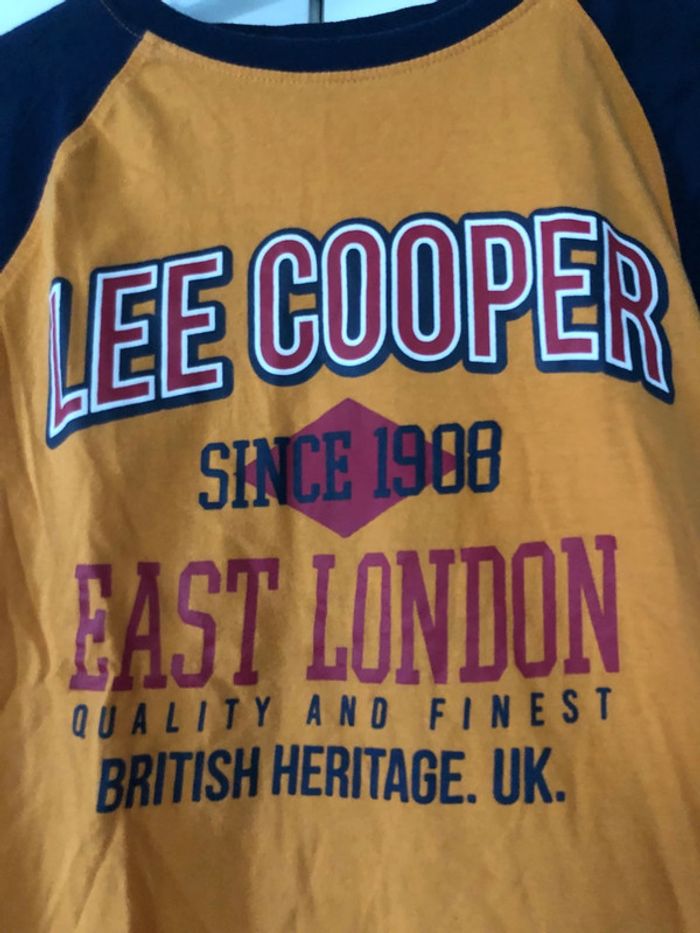 LEE COOPER
SINCE 1908
EAST LONDON
QUALITY AND FINEST
BRITISH HERITAGE. UK.